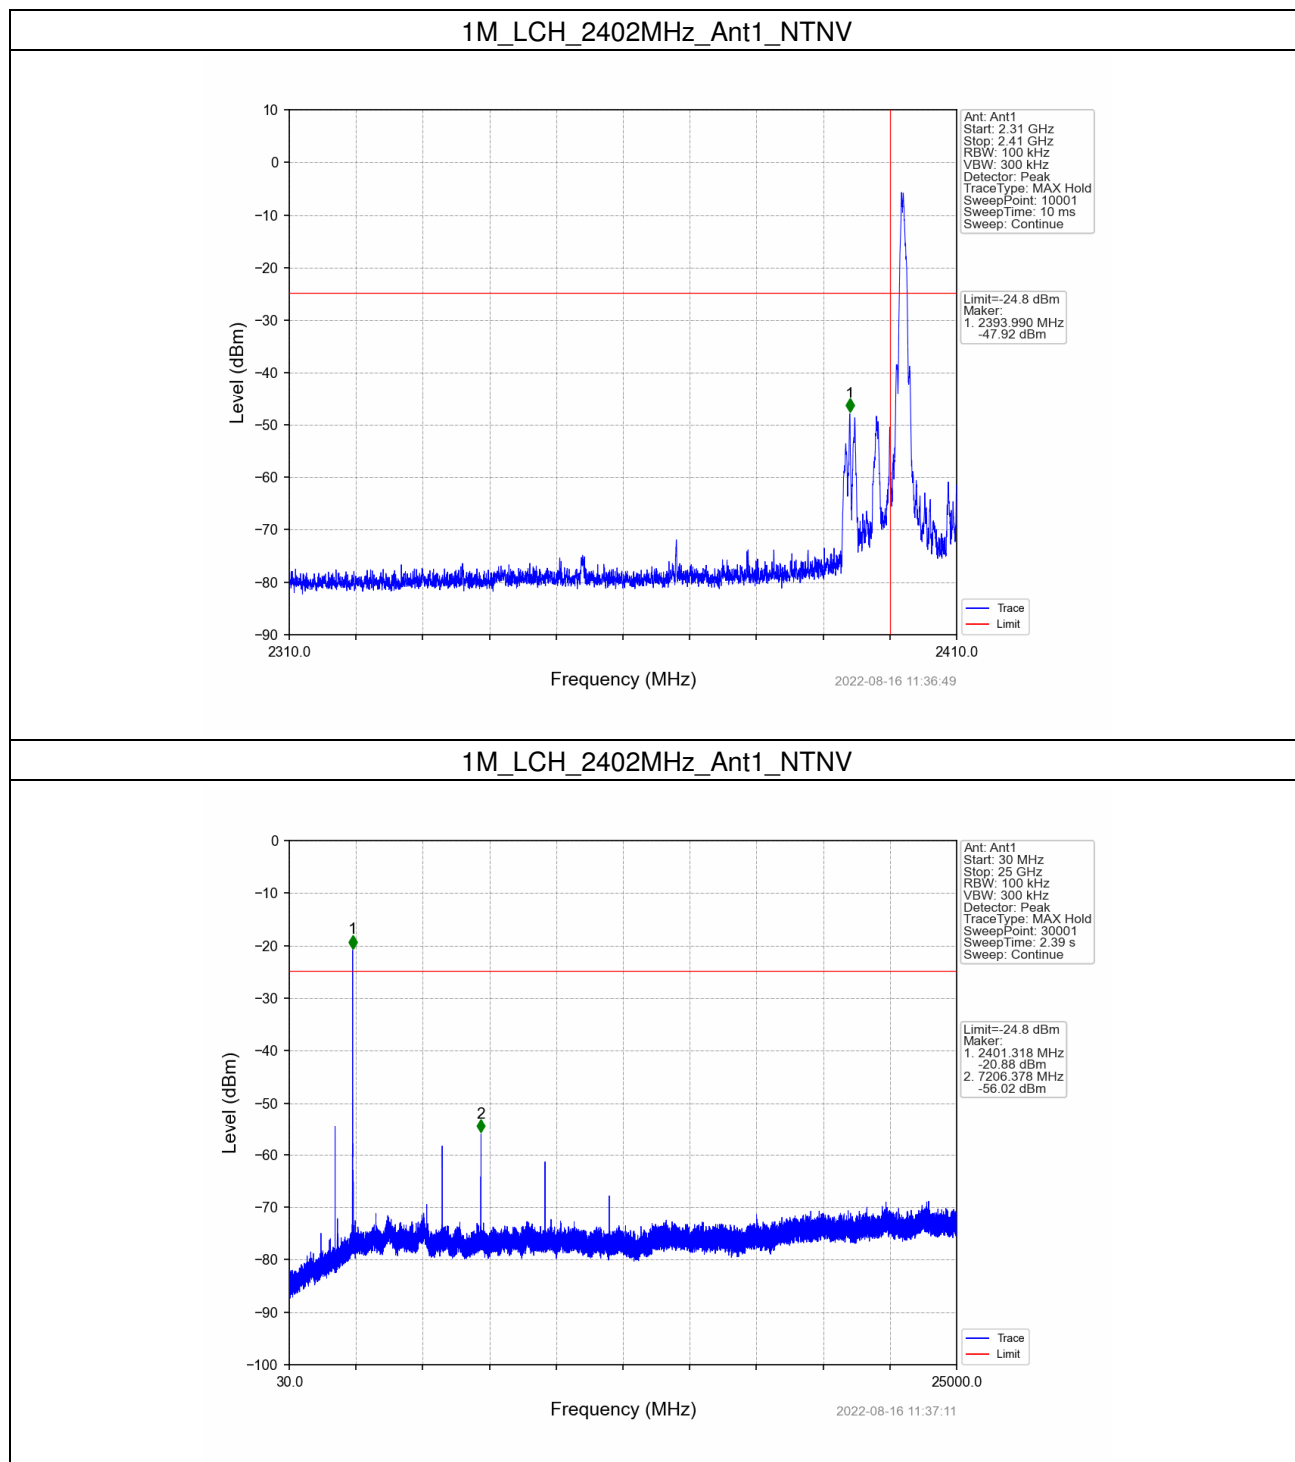 1M_LCH_2402MHz_Ant1_NTNV
10
0
−10
−20
−30
−40
−50
−60
−70
−80
−90
Level (dBm)
1
2310.0
2410.0
Frequency (MHz)
2022-08-16 11:36:49
Ant: Ant1
Start: 2.31 GHz
Stop: 2.41 GHz
RBW: 100 kHz
VBW: 300 kHz
Detector: Peak
TraceType: MAX Hold
SweepPoint: 10001
SweepTime: 10 ms
Sweep: Continue
Limit=-24.8 dBm
Maker:
1. 2393.990 MHz
-47.92 dBm
Trace
Limit
1M_LCH_2402MHz_Ant1_NTNV
0
−10
−20
−30
−40
−50
−60
−70
−80
−90
−100
Level (dBm)
1
2
30.0
25000.0
Frequency (MHz)
2022-08-16 11:37:11
Ant: Ant1
Start: 30 MHz
Stop: 25 GHz
RBW: 100 kHz
VBW: 300 kHz
Detector: Peak
TraceType: MAX Hold
SweepPoint: 30001
SweepTime: 2.39 s
Sweep: Continue
Limit=-24.8 dBm
Maker:
1. 2401.318 MHz
-20.88 dBm
2. 7206.378 MHz
-56.02 dBm
Trace
Limit